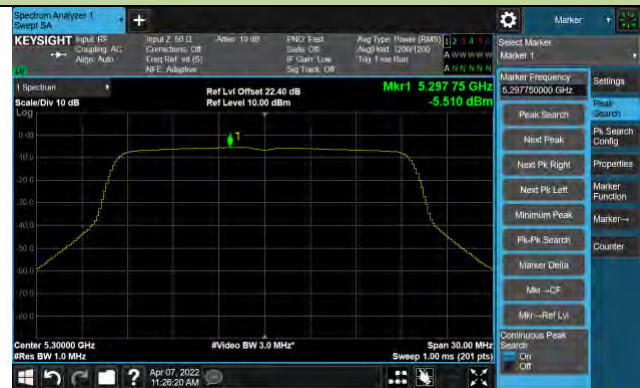 Spectrum Analyzer 1
Swept SA
Marker
KEYSIGHT
Input: RF
Coupling: AC
Align: Auto
Input Z: 50 Ω
Corrections: Off
Freq Ref: Int (S)
NFE: Adaptive
Atten: 10 dB
PNO: Fast
Gate: Off
IF Gain: Low
Sig Track: Off
Avg Type: Power (RMS)
Avg|Hold: 1200/1200
Trig: Free Run
1 2 3 4 5 6
A W W W W W
A N N N N N
Select Marker
Marker 1
1 Spectrum
Scale/Div 10 dB
Log
Ref Lvl Offset 22.40 dB
Ref Level 10.00 dBm
Mkr1 5.297 75 GHz
-5.510 dBm
Marker Frequency
5.297750000 GHz
Settings
Peak Search
Peak
Search
Next Peak
Pk Search
Config
Next Pk Right
Properties
Next Pk Left
Marker
Function
Minimum Peak
Marker→
Pk-Pk Search
Counter
Marker Delta
Mkr→CF
Mkr→Ref Lvl
Continuous Peak
Search
On
Off
0.00
-10.0
-20.0
-30.0
-40.0
-50.0
-60.0
-70.0
-80.0
1
Center 5.30000 GHz
#Res BW 1.0 MHz
#Video BW 3.0 MHz*
Span 30.00 MHz
Sweep 1.00 ms (201 pts)
Apr 07, 2022
11:26:20 AM